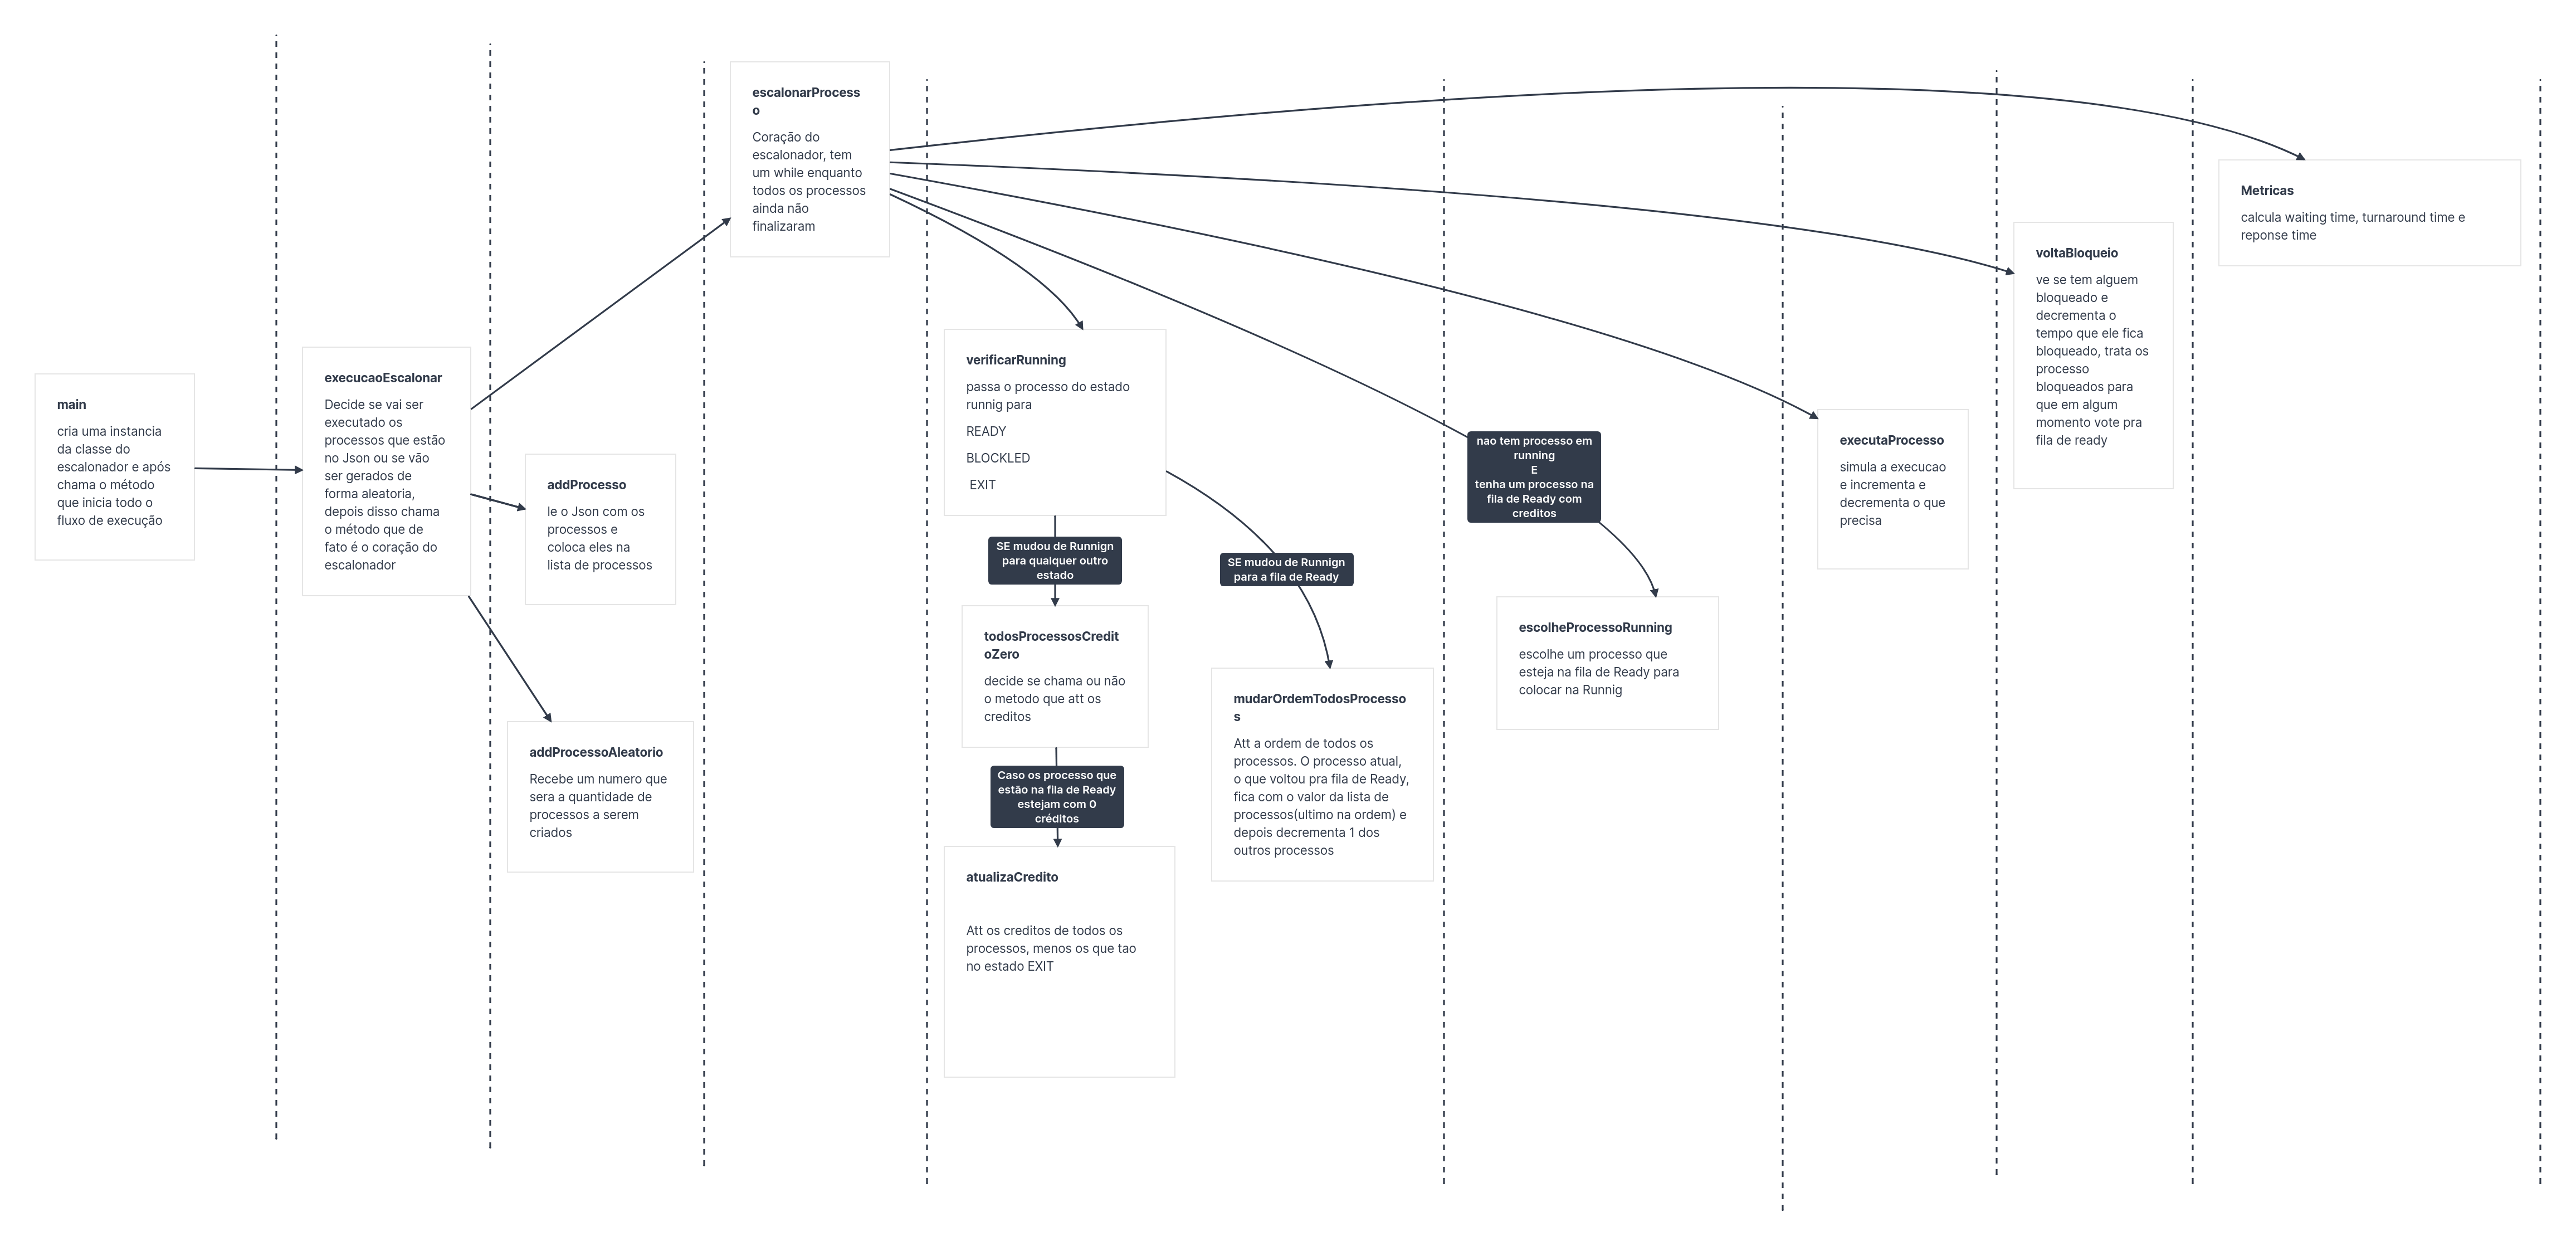 main
cria uma instancia
da classe do
escalonador e após
chama o método
que inicia todo o
fluxo de execução
execucaoEscalonar
Decide se vai ser
executado os
processos que estão
no Json ou se vão
ser gerados de
forma aleatoria,
depois disso chama
o método que de
fato é o coração do
escalonador
addProcesso
le o Json com os
processos e
coloca eles na
lista de processos
addProcessoAleatorio
Recebe um numero que
sera a quantidade de
processos a serem
criados
escalonarProcess
o
Coração do
escalonador, tem
um while enquanto
todos os processos
ainda não
finalizaram
verificarRunning
passa o processo do estado
runnig para
READY
BLOCKLED
EXIT
SE mudou de Runnign
para qualquer outro
estado
todosProcessosCredit
oZero
decide se chama ou não
o metodo que att os
creditos
Caso os processo que
estão na fila de Ready
estejam com 0
créditos
atualizaCredito
Att os creditos de todos os
processos, menos os que tao
no estado EXIT
SE mudou de Runnign
para a fila de Ready
mudarOrdemTodosProcesso
s
Att a ordem de todos os
processos. O processo atual,
o que voltou pra fila de Ready,
fica com o valor da lista de
processos(ultimo na ordem) e
depois decrementa 1 dos
outros processos
nao tem processo em
running
E
tenha um processo na
fila de Ready com
creditos
escolheProcessoRunning
escolhe um processo que
esteja na fila de Ready para
colocar na Runnig
executaProcesso
simula a execucao
e incrementa e
decrementa o que
precisa
voltaBloqueio
ve se tem alguem
bloqueado e
decrementa o
tempo que ele fica
bloqueado, trata os
processo
bloqueados para
que em algum
momento vote pra
fila de ready
Metricas
calcula waiting time, turnaround time e
reponse time